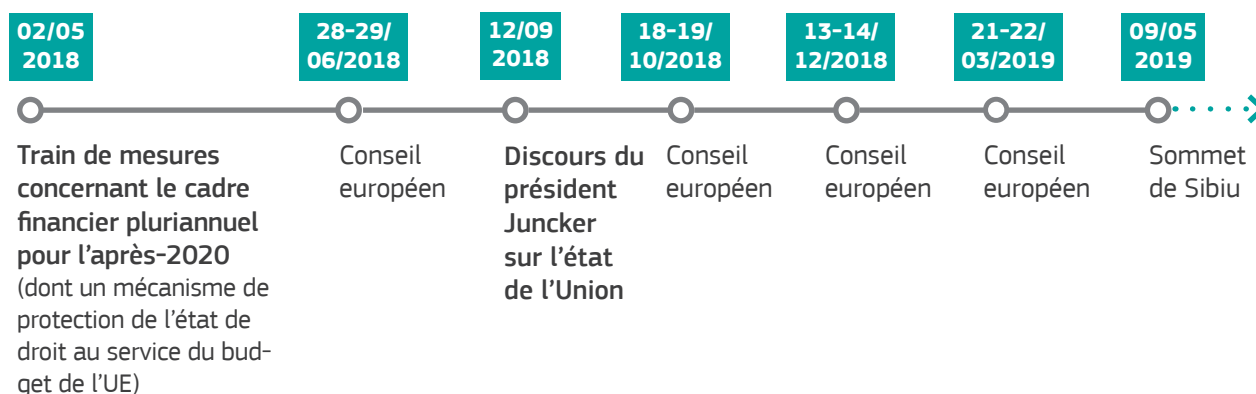 02/05
2018
28-29/
06/2018
12/09
2018
18-19/
10/2018
13-14/
12/2018
21-22/
03/2019
09/05
2019
Train de mesures
concernant le cadre
financier pluriannuel
pour l'après-2020
(dont un mécanisme de
protection de l'état de
droit au service du bud-
get de l'UE)
Conseil
européen
Discours du
président
Juncker
sur l'état
de l'Union
Conseil
européen
Conseil
européen
Conseil
européen
Sommet
de Sibiu